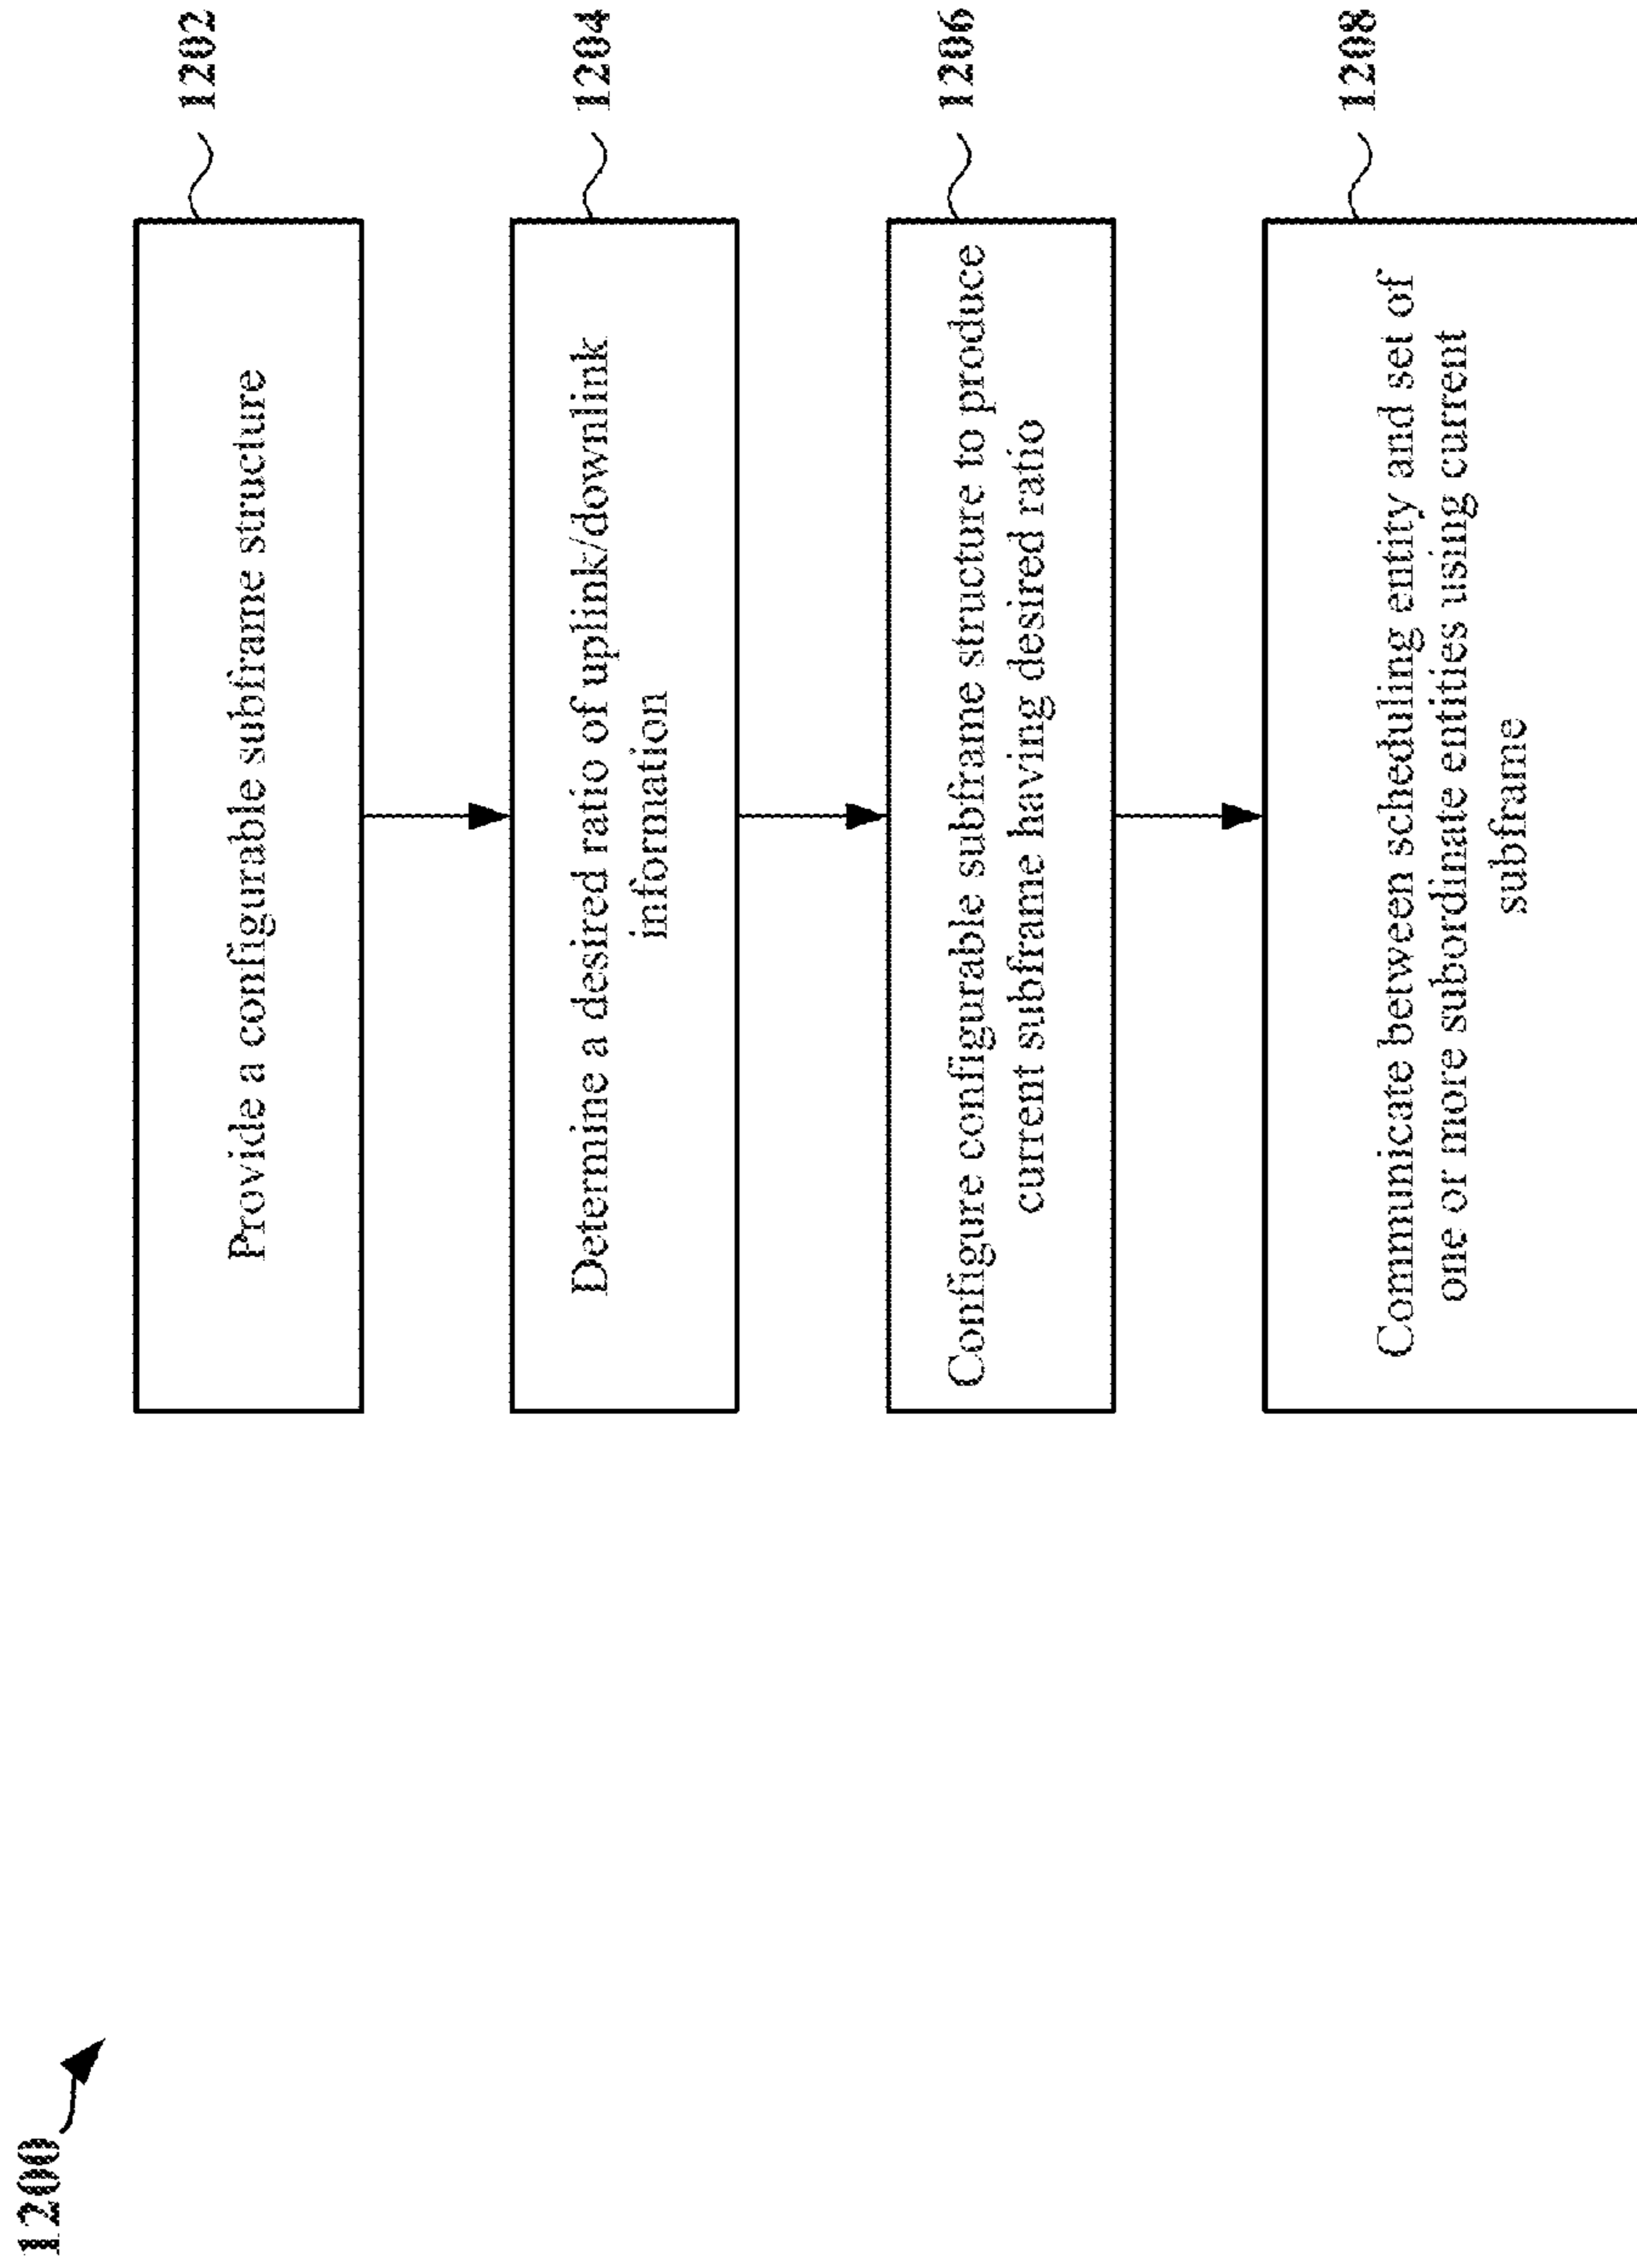 1200
Provide a configurable subframe structure
1202
Determine a desired ratio of uplink/downlink
information
1204
Configure configurable subframe structure to produce
current subframe having desired ratio
1206
Communicate between scheduling entity and set of
one or more subordinate entities using current
subframe
1208